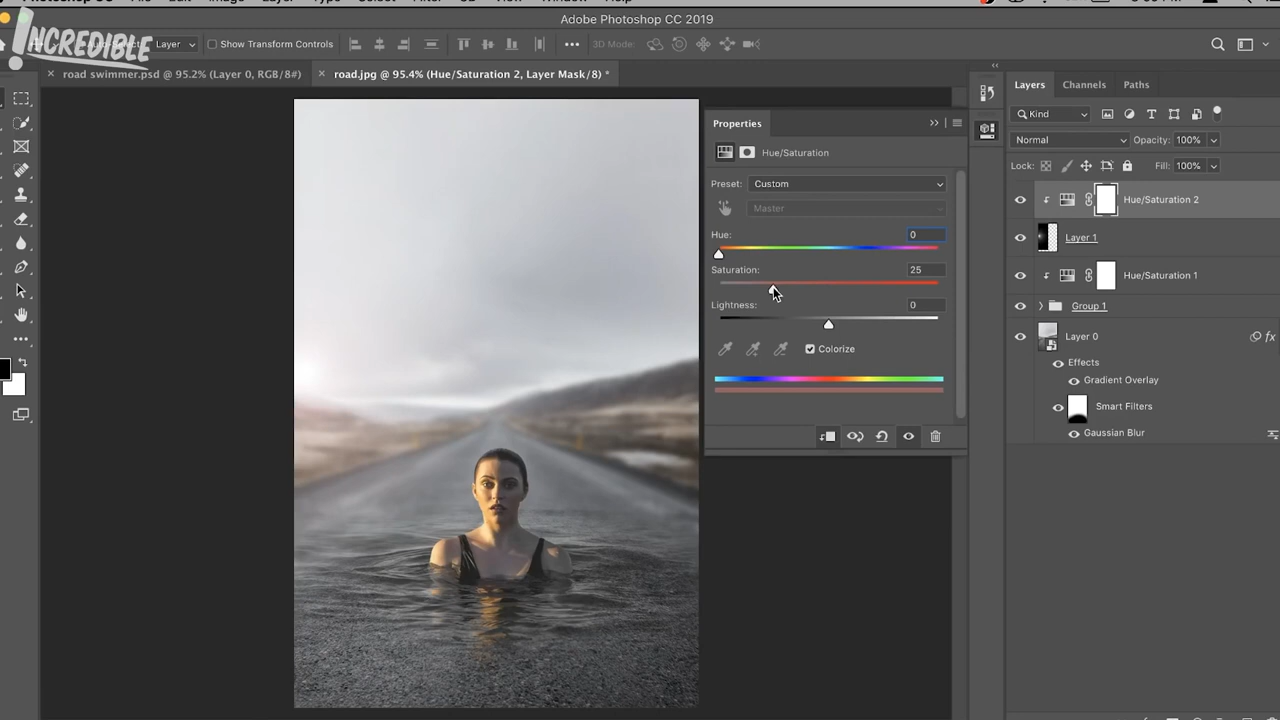 Adobe Photoshop CC 2019
INCREDIBLE
Layer
Show Transform Controls
3D Mode:
road swimmer.psd @ 95.2% (Layer 0, RGB/8#)
road.jpg @ 95.4% (Hue/Saturation 2, Layer Mask/8) *
Properties
Hue/Saturation
Preset: Custom
Master
Hue: 0
Saturation: 25
Lightness: 0
Colorize
Layers Channels Paths
Kind
Normal Opacity: 100%
Lock: Fill: 100%
Hue/Saturation 2
Layer 1
Hue/Saturation 1
Group 1
Layer 0
fx
Effects
Gradient Overlay
Smart Filters
Gaussian Blur